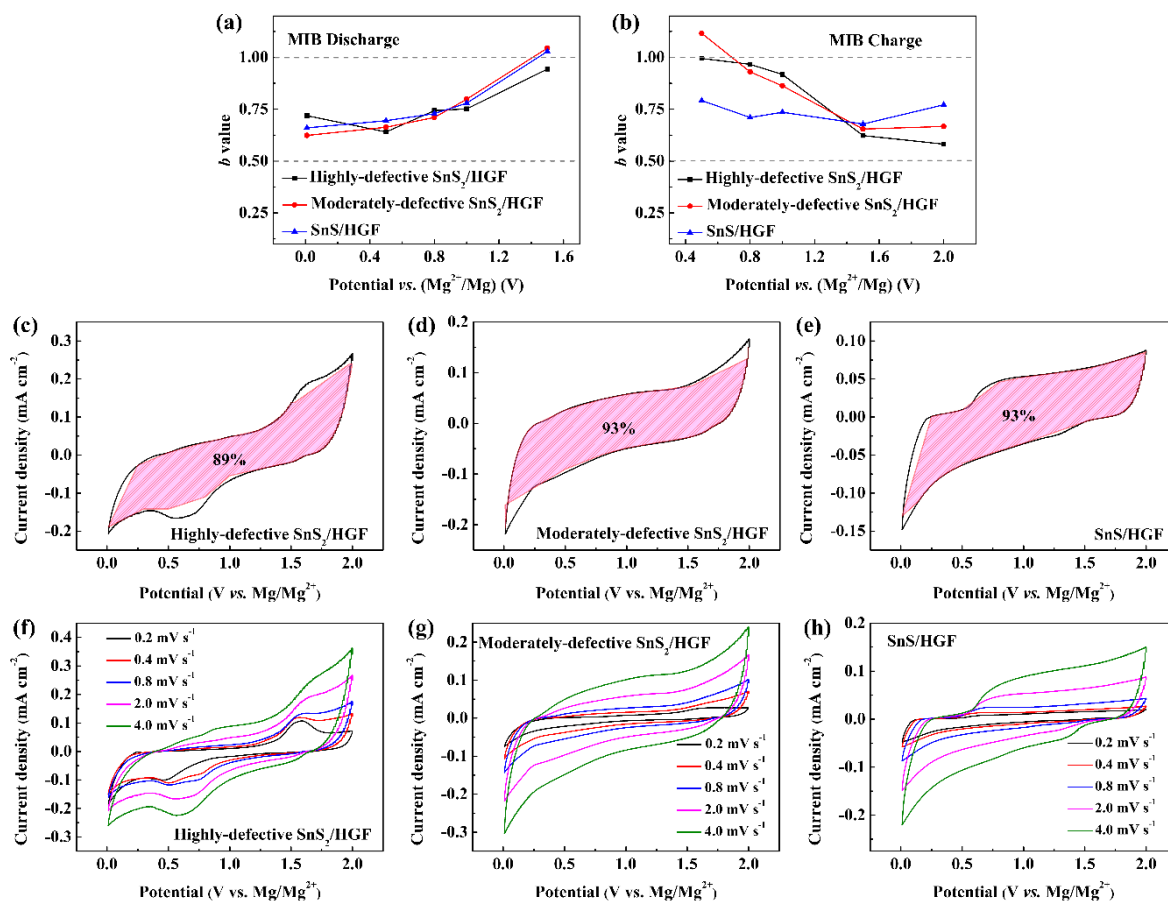 (a)
MIB Discharge
1.00
0.75
0.50
0.25
b value
Highly-defective SnS₂/HGF
Moderately-defective SnS₂/HGF
SnS/HGF
0.0 0.4 0.8 1.2 1.6
Potential vs. (Mg²⁺/Mg) (V)
(b)
MIB Charge
1.00
0.75
0.50
0.25
b value
Highly-defective SnS₂/HGF
Moderately-defective SnS₂/HGF
SnS/HGF
0.4 0.8 1.2 1.6 2.0
Potential vs. (Mg²⁺/Mg) (V)
(c)
0.3
0.2
0.1
0.0
-0.1
-0.2
Current density (mA cm⁻²)
89%
Highly-defective SnS₂/HGF
0.0 0.5 1.0 1.5 2.0
Potential (V vs. Mg/Mg²⁺)
(d)
0.2
0.1
0.0
-0.1
-0.2
Current density (mA cm⁻²)
93%
Moderately-defective SnS₂/HGF
0.0 0.5 1.0 1.5 2.0
Potential (V vs. Mg/Mg²⁺)
(e)
0.10
0.05
0.00
-0.05
-0.10
-0.15
Current density (mA cm⁻²)
93%
SnS/HGF
0.0 0.5 1.0 1.5 2.0
Potential (V vs. Mg/Mg²⁺)
(f)
0.4
0.3
0.2
0.1
0.0
-0.1
-0.2
-0.3
Current density (mA cm⁻²)
0.2 mV s⁻¹
0.4 mV s⁻¹
0.8 mV s⁻¹
2.0 mV s⁻¹
4.0 mV s⁻¹
Highly-defective SnS₂/HGF
0.0 0.5 1.0 1.5 2.0
Potential (V vs. Mg/Mg²⁺)
(g)
Moderately-defective SnS₂/HGF
0.2
0.1
0.0
-0.1
-0.2
-0.3
Current density (mA cm⁻²)
0.2 mV s⁻¹
0.4 mV s⁻¹
0.8 mV s⁻¹
2.0 mV s⁻¹
4.0 mV s⁻¹
0.0 0.5 1.0 1.5 2.0
Potential (V vs. Mg/Mg²⁺)
(h)
SnS/HGF
0.2
0.1
0.0
-0.1
-0.2
Current density (mA cm⁻²)
0.2 mV s⁻¹
0.4 mV s⁻¹
0.8 mV s⁻¹
2.0 mV s⁻¹
4.0 mV s⁻¹
0.0 0.5 1.0 1.5 2.0
Potential (V vs. Mg/Mg²⁺)